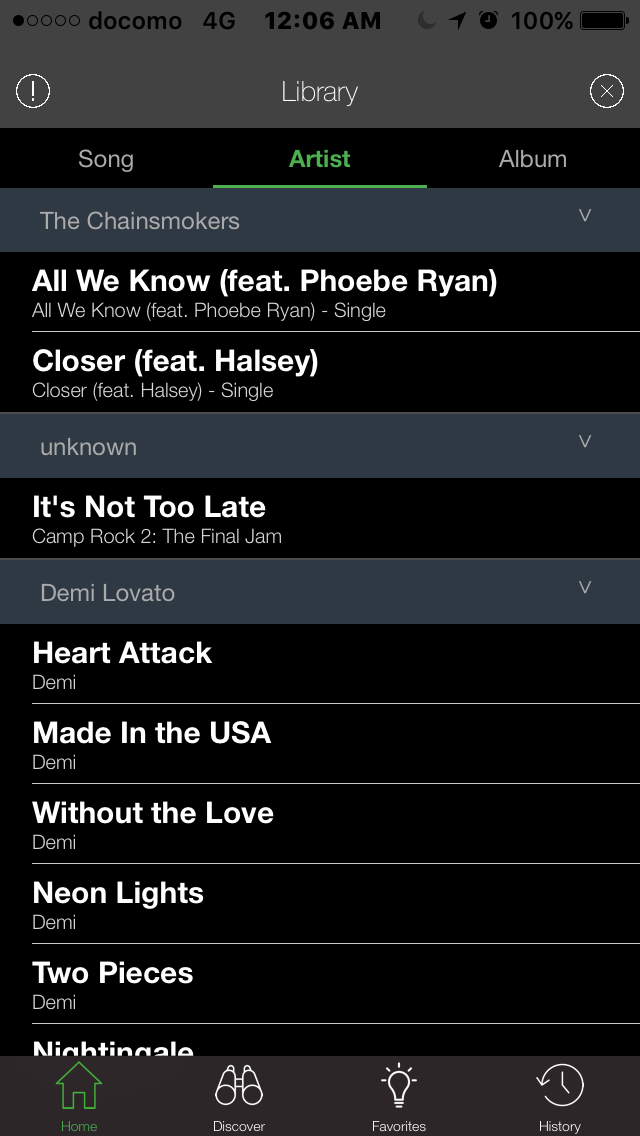 docomo 4G 12:06 AM 100%
! Library
Song Artist Album
The Chainsmokers
All We Know (feat. Phoebe Ryan)
All We Know (feat. Phoebe Ryan) - Single
Closer (feat. Halsey)
Closer (feat. Halsey) - Single
unknown
It's Not Too Late
Camp Rock 2: The Final Jam
Demi Lovato
Heart Attack
Demi
Made In the USA
Demi
Without the Love
Demi
Neon Lights
Demi
Two Pieces
Demi
Nightingale
Home Discover Favorites History